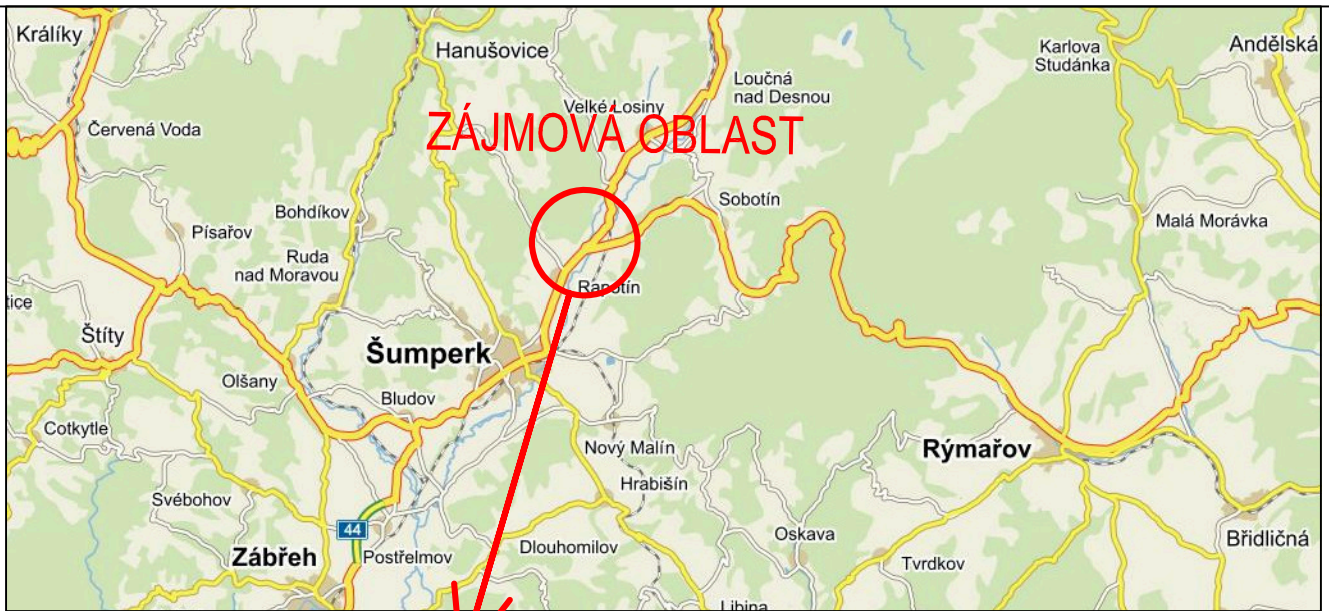 Králíky
Hanušovice
Karlova
Studánka
Andělská
Loučná
nad Desnou
Velké Losiny
Červená Voda
ZÁJMOVÁ OBLAST
Sobotín
Bohdíkov
Písařov
Malá Morávka
Ruda
nad Moravou
Rapotín
tice
Štíty
Šumperk
Olšany
Bludov
Cotkytle
Nový Malín
Rýmařov
Hrabišín
Svébohov
44
Oskava
Břidličná
Zábřeh
Postřelmov
Dlouhomilov
Tvrdkov
Libina